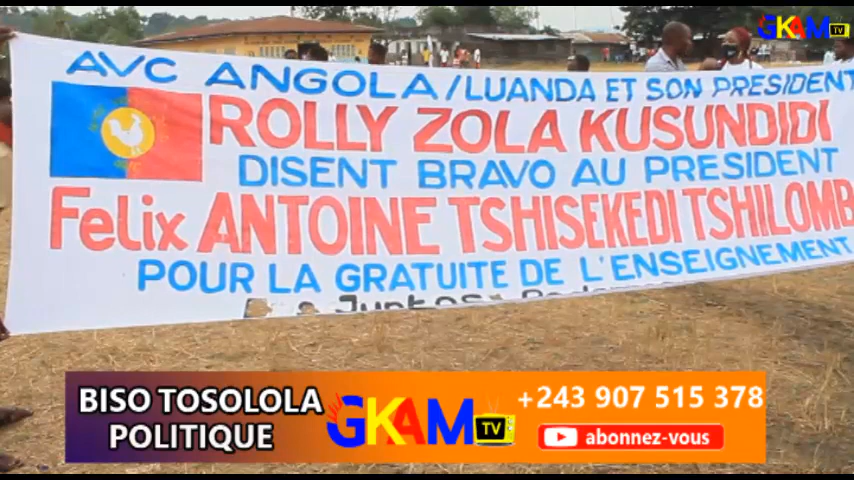 GKAM TV
AVC ANGOLA/LUANDA ET SON PRESIDENT
ROLLY ZOLA KUSUNDIDI
DISENT BRAVO AU PRESIDENT
Felix ANTOINE TSHISEKEDI TSHILOMB
POUR LA GRATUITE DE L'ENSEIGNEMENT
Juntos
BISO TOSOLOLA
POLITIQUE
GKAM TV
+243 907 515 378
abonnez-vous